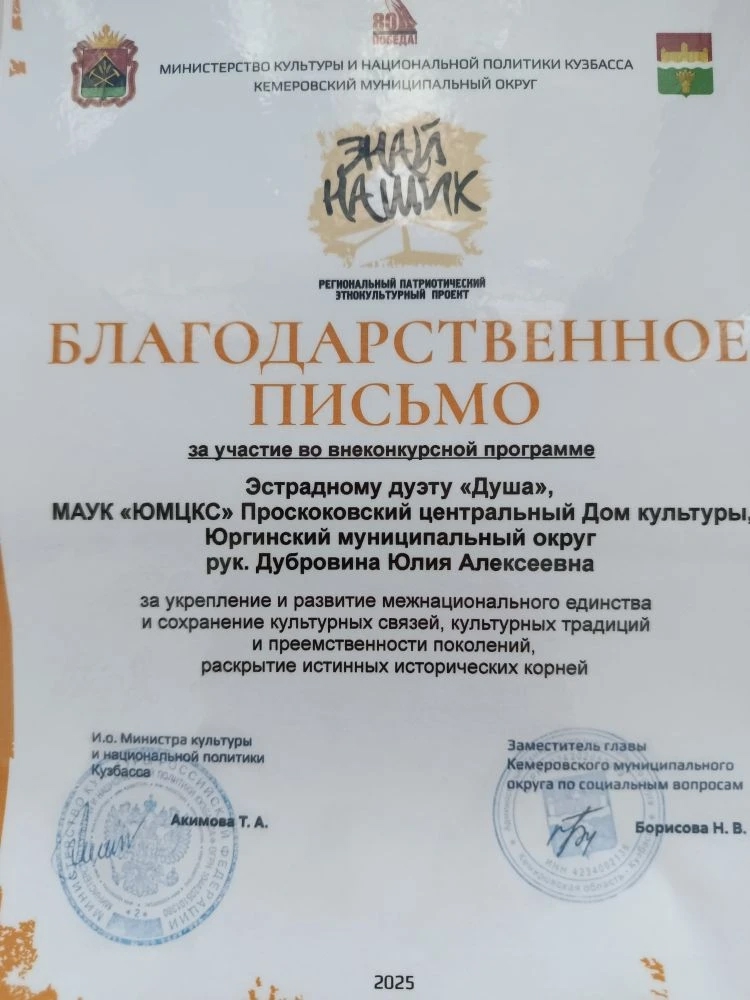 80
ПОБЕДА!
МИНИСТЕРСТВО КУЛЬТУРЫ И НАЦИОНАЛЬНОЙ ПОЛИТИКИ КУЗБАССА
КЕМЕРОВСКИЙ МУНИЦИПАЛЬНЫЙ ОКРУГ
ЗНАЙ
НАШИХ
РЕГИОНАЛЬНЫЙ ПАТРИОТИЧЕСКИЙ
ЭТНОКУЛЬТУРНЫЙ ПРОЕКТ
БЛАГОДАРСТВЕННОЕ
ПИСЬМО
за участие во внеконкурсной программе
Эстрадному дуэту «Душа»,
МАУК «ЮМЦКС» Проскоковский центральный Дом культуры,
Юргинский муниципальный округ
рук. Дубровина Юлия Алексеевна
за укрепление и развитие межнационального единства
и сохранение культурных связей, культурных традиций
и преемственности поколений,
раскрытие истинных исторических корней
И.о. Министра культуры
и национальной политики
Кузбасса
Акимова Т. А.
Заместитель главы
Кемеровского муниципального
округа по социальным вопросам
Борисова Н. В.
2025